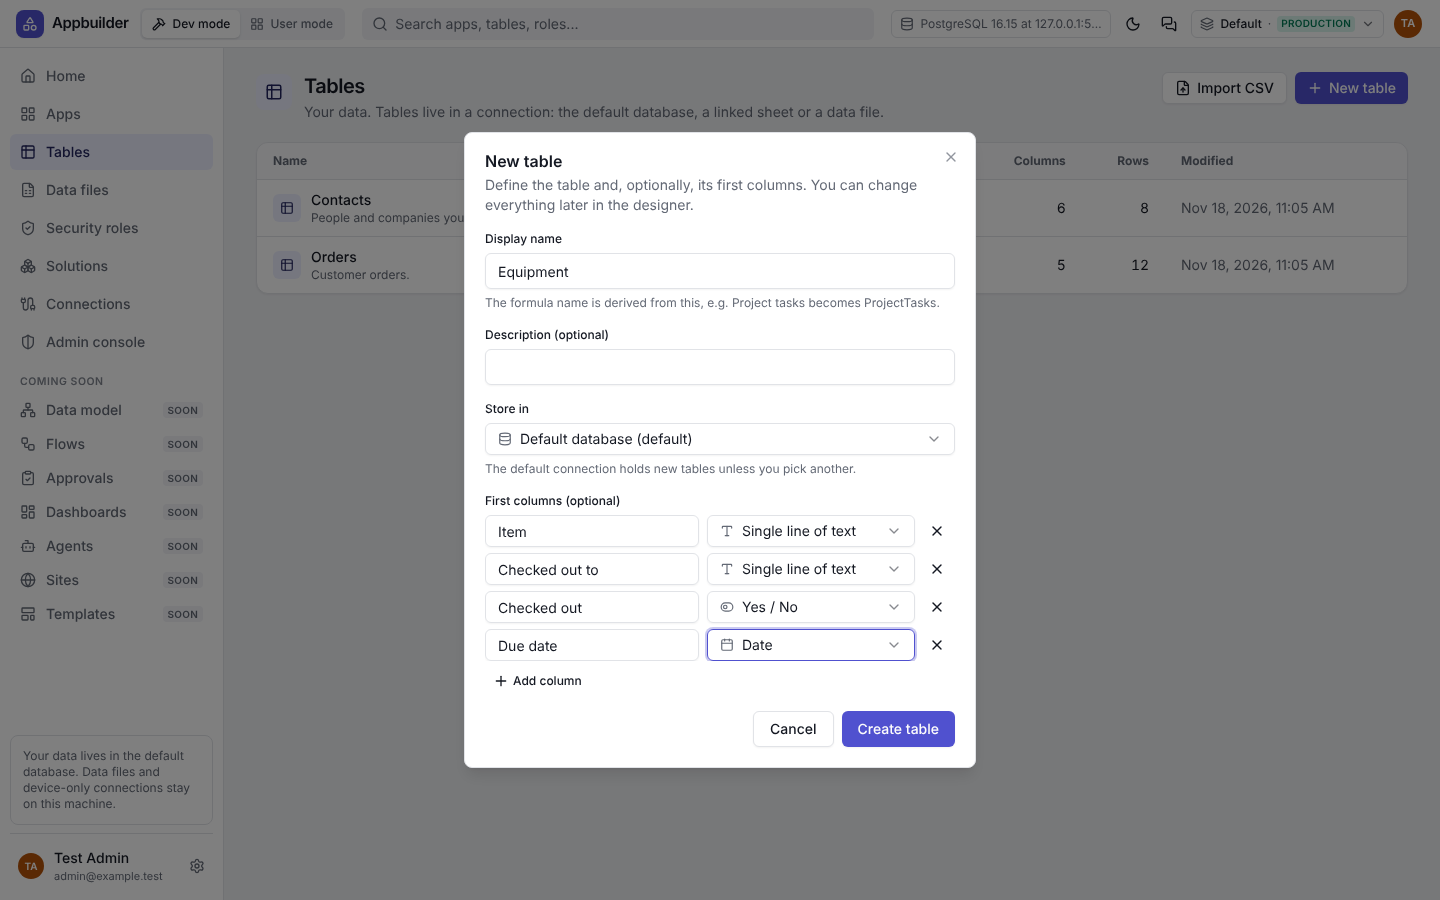 Appbuilder
Dev mode
User mode
Search apps, tables, roles...
PostgreSQL 16.15 at 127.0.0.1:5...
Default · PRODUCTION
TA
Home
Apps
Tables
Data files
Security roles
Solutions
Connections
Admin console
COMING SOON
Data model SOON
Flows SOON
Approvals SOON
Dashboards SOON
Agents SOON
Sites SOON
Templates SOON
Your data lives in the default
database. Data files and
device-only connections stay
on this machine.
TA
Test Admin
admin@example.test
Tables
Your data. Tables live in a connection: the default database, a linked sheet or a data file.
Import CSV
New table
Name Columns Rows Modified
Contacts
People and companies you
6 8 Nov 18, 2026, 11:05 AM
Orders
Customer orders.
5 12 Nov 18, 2026, 11:05 AM
New table
Define the table and, optionally, its first columns. You can change
everything later in the designer.
Display name
Equipment
The formula name is derived from this, e.g. Project tasks becomes ProjectTasks.
Description (optional)
Store in
Default database (default)
The default connection holds new tables unless you pick another.
First columns (optional)
Item Single line of text
Checked out to Single line of text
Checked out Yes / No
Due date Date
Add column
Cancel
Create table